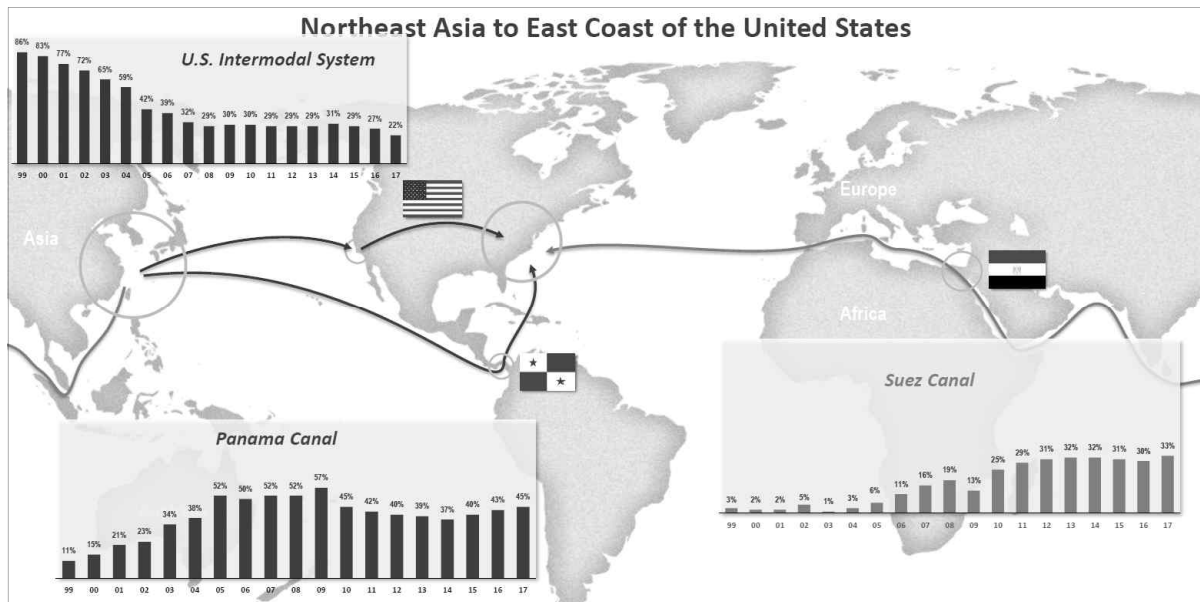 Northeast Asia to East Coast of the United States
U.S. Intermodal System
86% 83% 77% 72% 65% 59% 42% 39% 32% 29% 30% 30% 29% 29% 29% 31% 29% 27% 22%
99 00 01 02 03 04 05 06 07 08 09 10 11 12 13 14 15 16 17
Asia
Europe
Africa
Suez Canal
3% 2% 2% 5% 1% 3% 6% 11% 16% 19% 13% 25% 29% 31% 32% 32% 31% 30% 33%
99 00 01 02 03 04 05 06 07 08 09 10 11 12 13 14 15 16 17
Panama Canal
11% 15% 21% 23% 34% 38% 52% 50% 52% 52% 57% 45% 42% 40% 39% 37% 40% 43% 45%
99 00 01 02 03 04 05 06 07 08 09 10 11 12 13 14 15 16 17